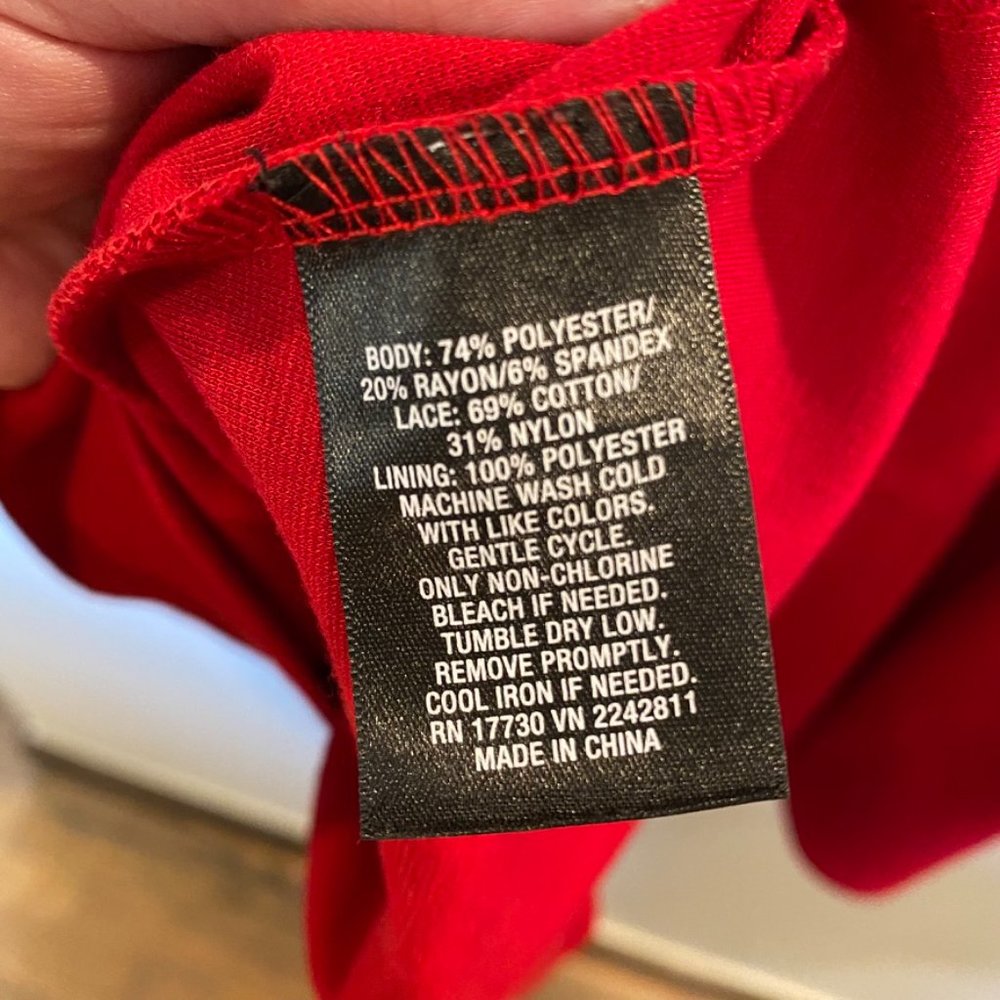 BODY: 74% POLYESTER/
20% RAYON/6% SPANDEX
LACE: 69% COTTON/
31% NYLON
LINING: 100% POLYESTER
MACHINE WASH COLD
WITH LIKE COLORS.
GENTLE CYCLE.
ONLY NON-CHLORINE
BLEACH IF NEEDED.
TUMBLE DRY LOW.
REMOVE PROMPTLY.
COOL IRON IF NEEDED.
RN 17730 VN 2242811
MADE IN CHINA